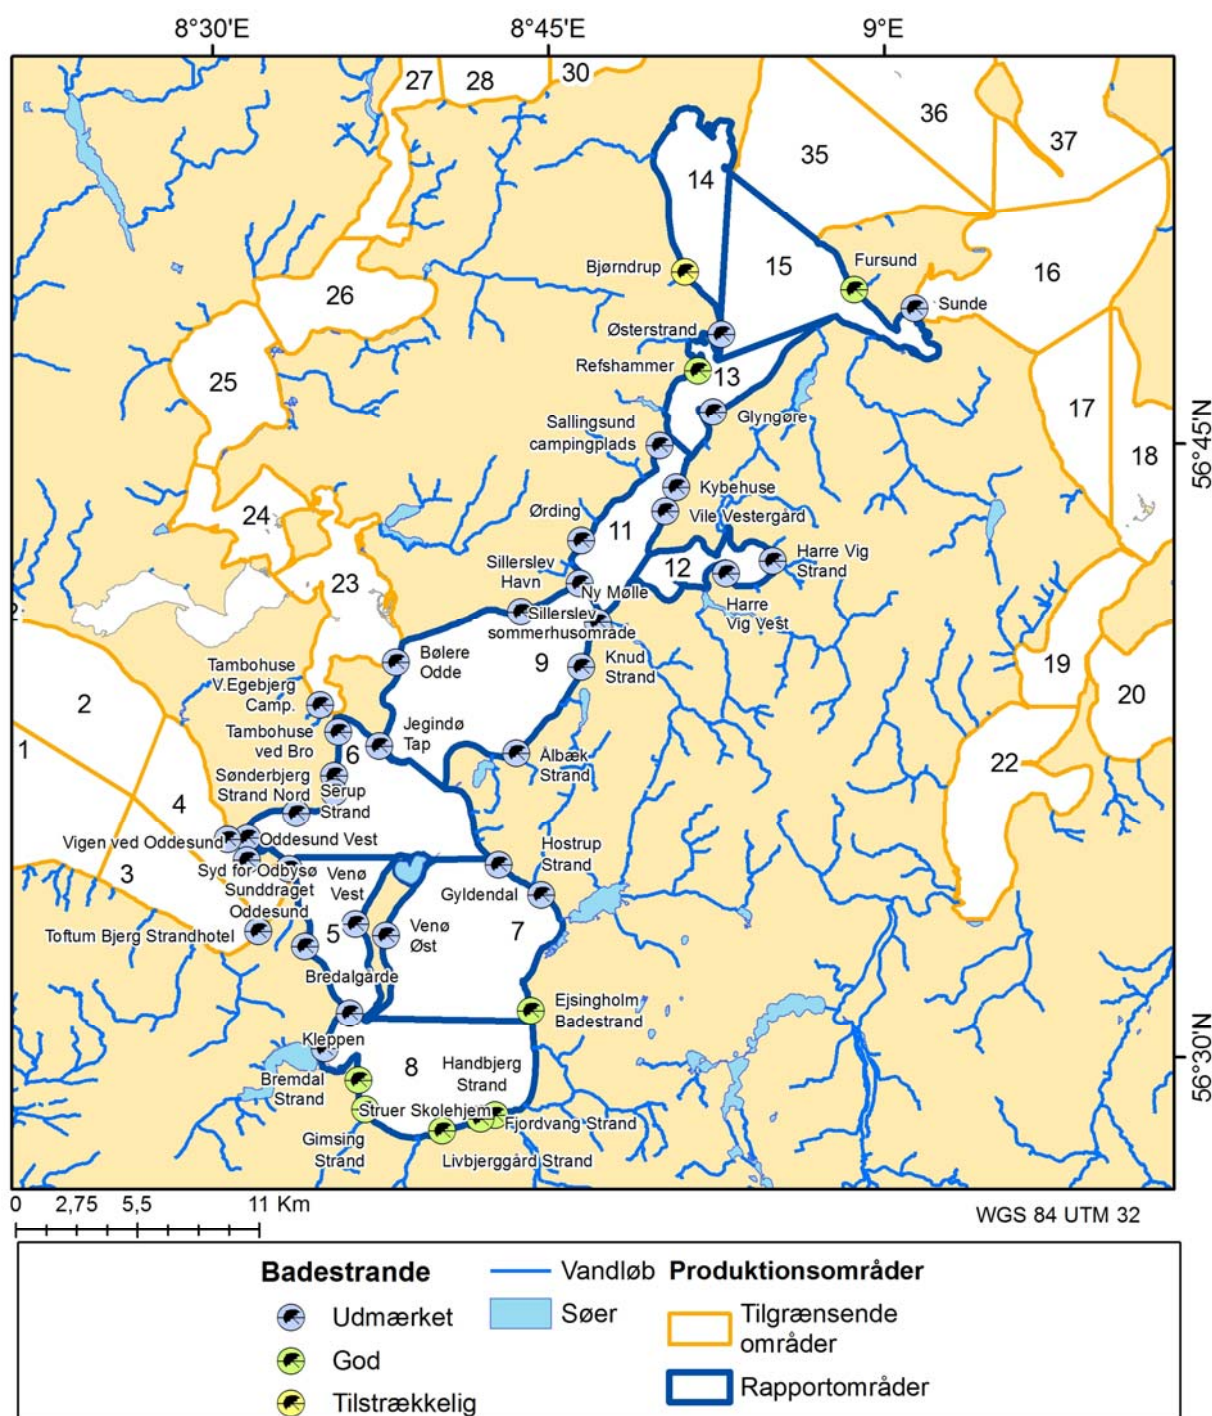 8°30'E
8°45'E
9°E
27
28
30
36
37
35
14
Bjørndrup
15
Fursund
16
Sunde
26
Østerstrand
Refshammer
13
25
Glyngøre
17
Sallingsund
campingplads
18
56°45'N
Kybehuse
24
Ørding
11
Vile Vestergård
Sillerslev
Havn
12
Harre Vig
Strand
23
Ny Mølle
Harre
Vig Vest
Sillerslev
sommerhusområde
Bølere
Odde
9
Knud
Strand
19
20
Tambohuse
V.Egebjerg
Camp.
2
Tambohuse
ved Bro
Jegindø
Tap
1
6
Ålbæk
Strand
22
Sønderbjerg
Strand Nord
Serup
Strand
4
Vigen ved Oddesund
Oddesund Vest
Hostrup
Strand
3
Syd for Odbysø
Sunddraget
Venø
Vest
Gyldendal
Oddesund
Toftum Bjerg Strandhotel
5
Venø
Øst
7
Bredalgårde
Ejsingholm
Badestrand
Kleppen
56°30'N
8
Handbjerg
Strand
Bremdal
Strand
Struer Skolehjem
Fjordvang Strand
Gimsing
Strand
Livbjerggård Strand
0 2,75 5,5 11 Km
WGS 84 UTM 32
Badestrande
Udmærket
God
Tilstrækkelig
Vandløb
Søer
Produktionsområder
Tilgrænsende
områder
Rapportområder